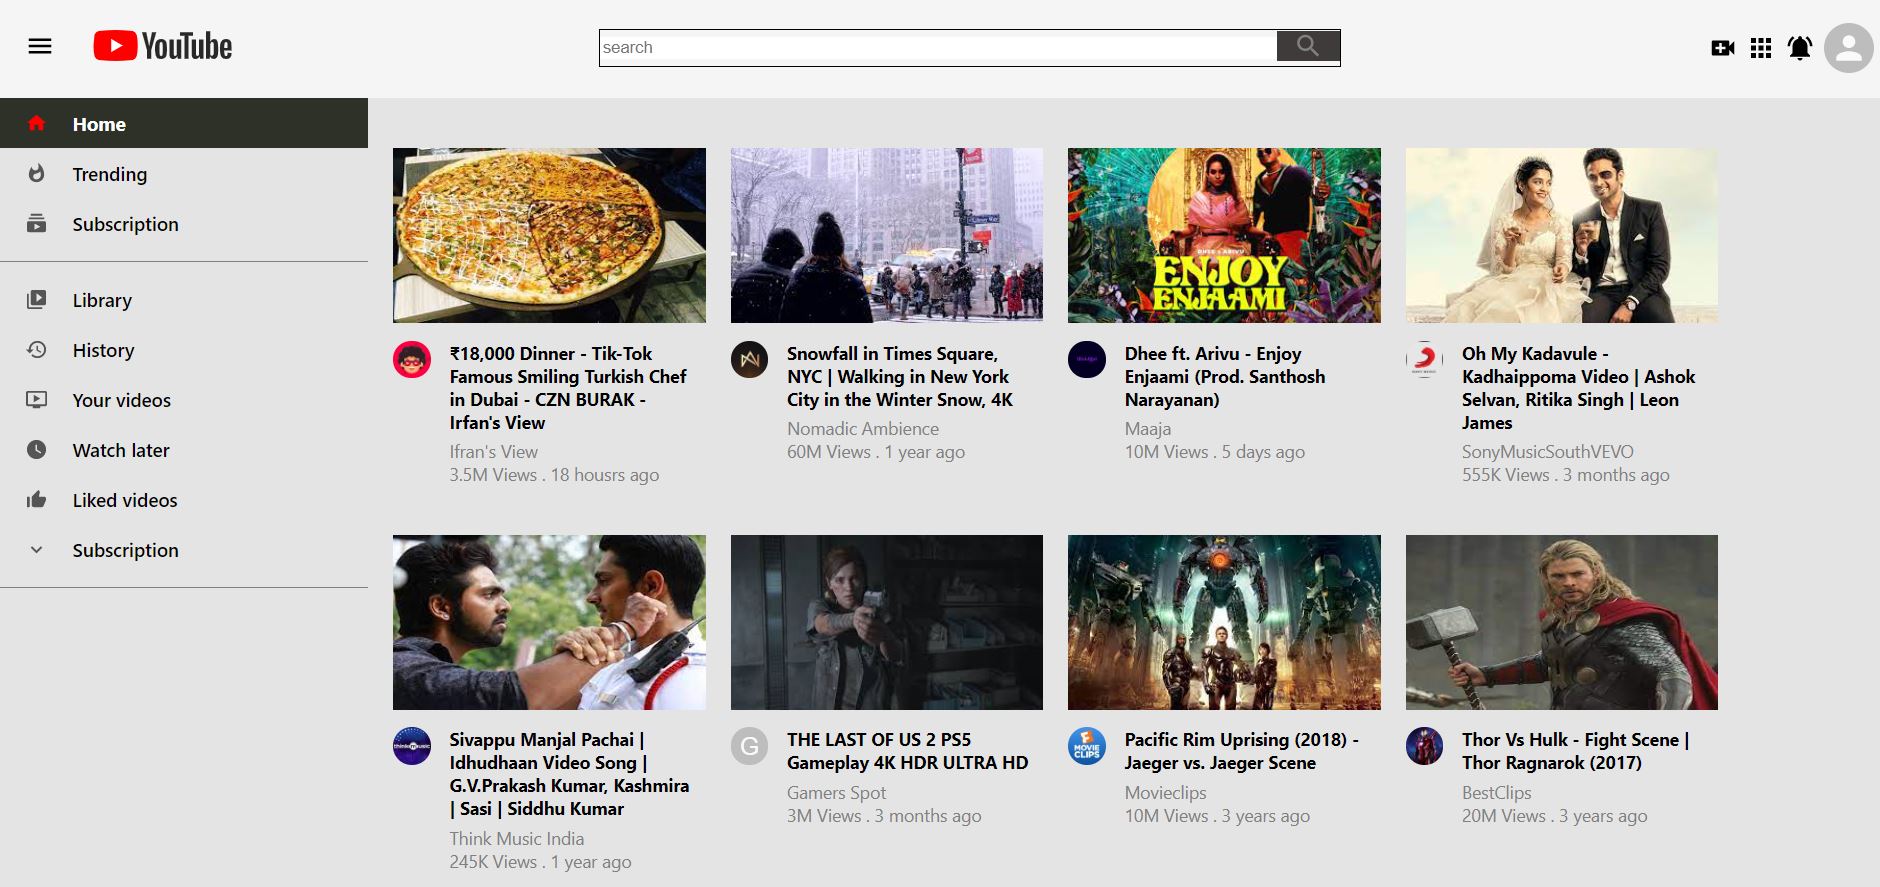 YouTube
search
Home
Trending
Subscription
Library
History
Your videos
Watch later
Liked videos
Subscription
ENJOY
ENJAAMI
₹18,000 Dinner - Tik-Tok
Famous Smiling Turkish Chef
in Dubai - CZN BURAK -
Irfan's View
Ifran's View
3.5M Views . 18 housrs ago
Snowfall in Times Square,
NYC | Walking in New York
City in the Winter Snow, 4K
Nomadic Ambience
60M Views . 1 year ago
DHEE x ARIVU
Dhee ft. Arivu - Enjoy
Enjaami (Prod. Santhosh
Narayanan)
Maaja
10M Views . 5 days ago
Oh My Kadavule -
Kadhaippoma Video | Ashok
Selvan, Ritika Singh | Leon
James
SonyMusicSouthVEVO
555K Views . 3 months ago
think music
Sivappu Manjal Pachai |
Idhudhaan Video Song |
G.V.Prakash Kumar, Kashmira
| Sasi | Siddhu Kumar
Think Music India
245K Views . 1 year ago
G
THE LAST OF US 2 PS5
Gameplay 4K HDR ULTRA HD
Gamers Spot
3M Views . 3 months ago
MOVIE
CLIPS
Pacific Rim Uprising (2018) -
Jaeger vs. Jaeger Scene
Movieclips
10M Views . 3 years ago
Thor Vs Hulk - Fight Scene |
Thor Ragnarok (2017)
BestClips
20M Views . 3 years ago